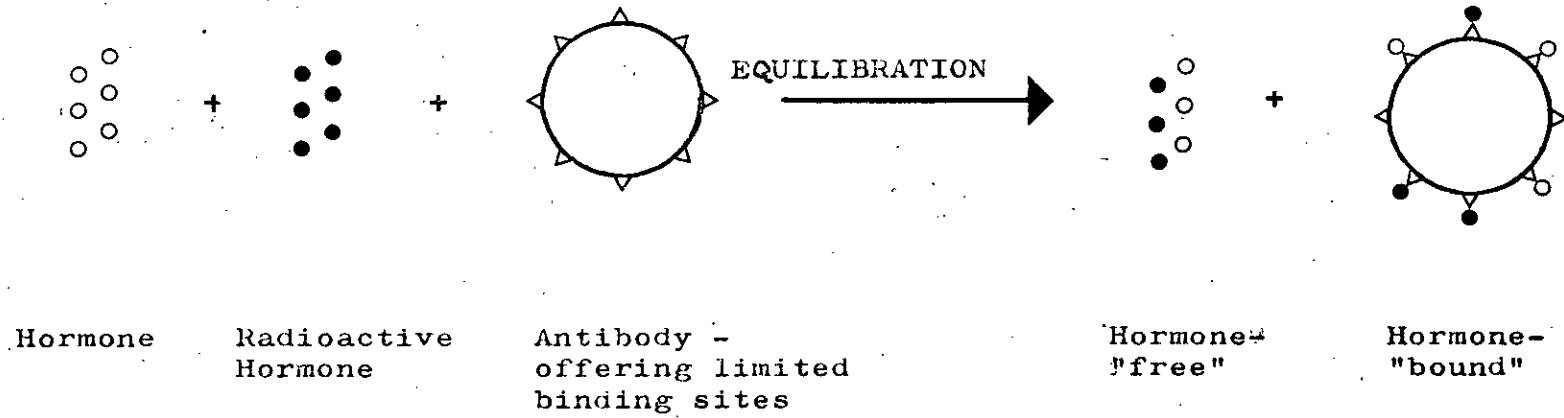 EQUILIBRATION
+
+
+
Hormone
Radioactive
Hormone
Antibody -
offering limited
binding sites
Hormone-
"free"
Hormone-
"bound"